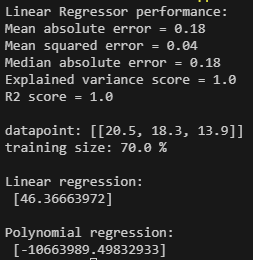 Linear Regressor performance:
Mean absolute error = 0.18
Mean squared error = 0.04
Median absolute error = 0.18
Explained variance score = 1.0
R2 score = 1.0
datapoint: [[20.5, 18.3, 13.9]]
training size: 70.0 %
Linear regression:
[46.36663972]
Polynomial regression:
[-10663989.49832933]